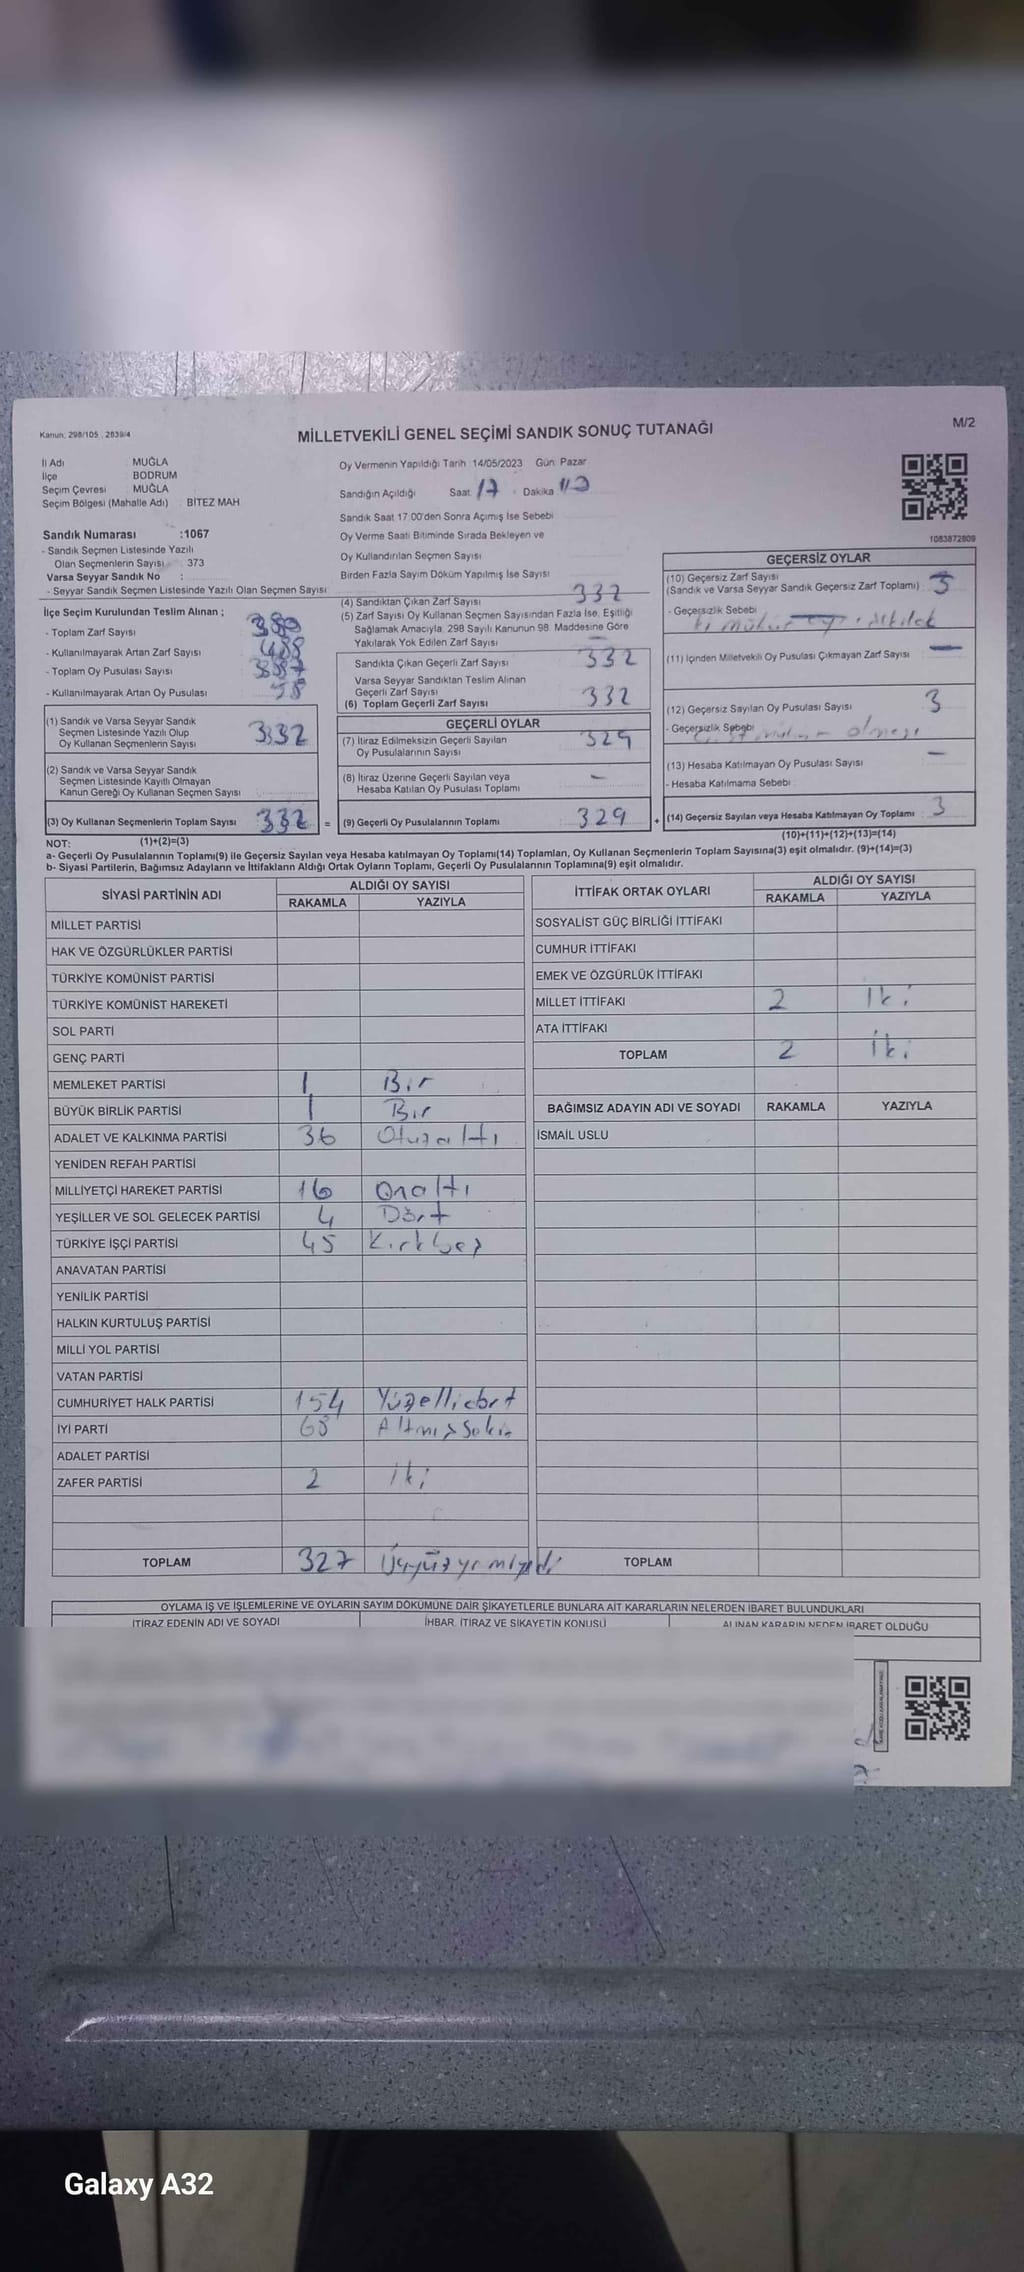 Kanun: 298/105 , 2839/4
MİLLETVEKİLİ GENEL SEÇİMİ SANDIK SONUÇ TUTANAĞI
M/2
İl Adı : MUĞLA
İlçe : BODRUM
Seçim Çevresi : MUĞLA
Seçim Bölgesi (Mahalle Adı) : BİTEZ MAH
Sandık Numarası :1067
- Sandık Seçmen Listesinde Yazılı
Olan Seçmenlerin Sayısı : 373
Varsa Seyyar Sandık No :
- Seyyar Sandık Seçmen Listesinde Yazılı Olan Seçmen Sayısı
İlçe Seçim Kurulundan Teslim Alınan ;
- Toplam Zarf Sayısı
- Kullanılmayarak Artan Zarf Sayısı
- Toplam Oy Pusulası Sayısı
- Kullanılmayarak Artan Oy Pusulası
(1) Sandık ve Varsa Seyyar Sandık
Seçmen Listesinde Yazılı Olup
Oy Kullanan Seçmenlerin Sayısı 332
(2) Sandık ve Varsa Seyyar Sandık
Seçmen Listesinde Kayıtlı Olmayan
Kanun Gereği Oy Kullanan Seçmen Sayısı
(3) Oy Kullanan Seçmenlerin Toplam Sayısı 332 =
Oy Vermenin Yapıldığı Tarih : 14/05/2023 Gün: Pazar
Sandığın Açıldığı Saat 17 Dakika
Sandık Saat 17:00'den Sonra Açımış İse Sebebi
Oy Verme Saati Bitiminde Sırada Bekleyen ve
Oy Kullandırılan Seçmen Sayısı
Birden Fazla Sayım Döküm Yapılmış İse Sayısı
(4) Sandıktan Çıkan Zarf Sayısı 332
(5) Zarf Sayısı Oy Kullanan Seçmen Sayısından Fazla İse, Eşitliği
Sağlamak Amacıyla, 298 Sayılı Kanunun 98. Maddesine Göre
Yakılarak Yok Edilen Zarf Sayısı —
Sandıkta Çıkan Geçerli Zarf Sayısı 332
Varsa Seyyar Sandıktan Teslim Alınan
Geçerli Zarf Sayısı
(6) Toplam Geçerli Zarf Sayısı 332
GEÇERLİ OYLAR
(7) İtiraz Edilmeksizin Geçerli Sayılan
Oy Pusulalarının Sayısı 329
(8) İtiraz Üzerine Geçerli Sayılan veya
Hesaba Katılan Oy Pusulası Toplamı —
(9) Geçerli Oy Pusulalarının Toplamı 329 +
1083872809
GEÇERSİZ OYLAR
(10) Geçersiz Zarf Sayısı
(Sandık ve Varsa Seyyar Sandık Geçersiz Zarf Toplamı)
- Geçersizlik Sebebi
(11) İçinden Milletvekili Oy Pusulası Çıkmayan Zarf Sayısı —
(12) Geçersiz Sayılan Oy Pusulası Sayısı 3
- Geçersizlik Sebebi
(13) Hesaba Katılmayan Oy Pusulası Sayısı —
- Hesaba Katılmama Sebebi
(14) Geçersiz Sayılan veya Hesaba Katılmayan Oy Toplamı 3
NOT: (1)+(2)=(3) (10)+(11)+(12)+(13)=(14)
a- Geçerli Oy Pusulalarının Toplamı(9) ile Geçersiz Sayılan veya Hesaba katılmayan Oy Toplamı(14) Toplamları, Oy Kullanan Seçmenlerin Toplam Sayısına(3) eşit olmalıdır. (9)+(14)=(3)
b- Siyasi Partilerin, Bağımsız Adayların ve İttifakların Aldığı Ortak Oyların Toplamı, Geçerli Oy Pusulalarının Toplamına(9) eşit olmalıdır.
SİYASİ PARTİNİN ADI ALDIĞI OY SAYISI
RAKAMLA YAZIYLA
MİLLET PARTİSİ
HAK VE ÖZGÜRLÜKLER PARTİSİ
TÜRKİYE KOMÜNİST PARTİSİ
TÜRKİYE KOMÜNİST HAREKETİ
SOL PARTİ
GENÇ PARTİ
MEMLEKET PARTİSİ 1 Bir
BÜYÜK BİRLİK PARTİSİ 1 Bir
ADALET VE KALKINMA PARTİSİ 36 Otuzaltı
YENİDEN REFAH PARTİSİ
MİLLİYETÇİ HAREKET PARTİSİ 16 Onaltı
YEŞİLLER VE SOL GELECEK PARTİSİ 4 Dört
TÜRKİYE İŞÇİ PARTİSİ 45 Kırkbeş
ANAVATAN PARTİSİ
YENİLİK PARTİSİ
HALKIN KURTULUŞ PARTİSİ
MİLLİ YOL PARTİSİ
VATAN PARTİSİ
CUMHURİYET HALK PARTİSİ 154 Yüzellidört
İYİ PARTİ 68 Altmışsekiz
ADALET PARTİSİ
ZAFER PARTİSİ 2 iki
TOPLAM 327 Üçyüzyirmiyedi
İTTİFAK ORTAK OYLARI ALDIĞI OY SAYISI
RAKAMLA YAZIYLA
SOSYALİST GÜÇ BİRLİĞİ İTTİFAKI
CUMHUR İTTİFAKI
EMEK VE ÖZGÜRLÜK İTTİFAKI
MİLLET İTTİFAKI 2 İki
ATA İTTİFAKI
TOPLAM 2 İki
BAĞIMSIZ ADAYIN ADI VE SOYADI RAKAMLA YAZIYLA
İSMAİL USLU
TOPLAM
OYLAMA İŞ VE İŞLEMLERİNE VE OYLARIN SAYIM DÖKÜMÜNE DAİR ŞİKAYETLERLE BUNLARA AİT KARARLARIN NELERDEN İBARET BULUNDUKLARI
İTİRAZ EDENİN ADI VE SOYADI İHBAR, İTİRAZ VE ŞİKAYETİN KONUSU ALINAN KARARIN NEDEN İBARET OLDUĞU
Galaxy A32